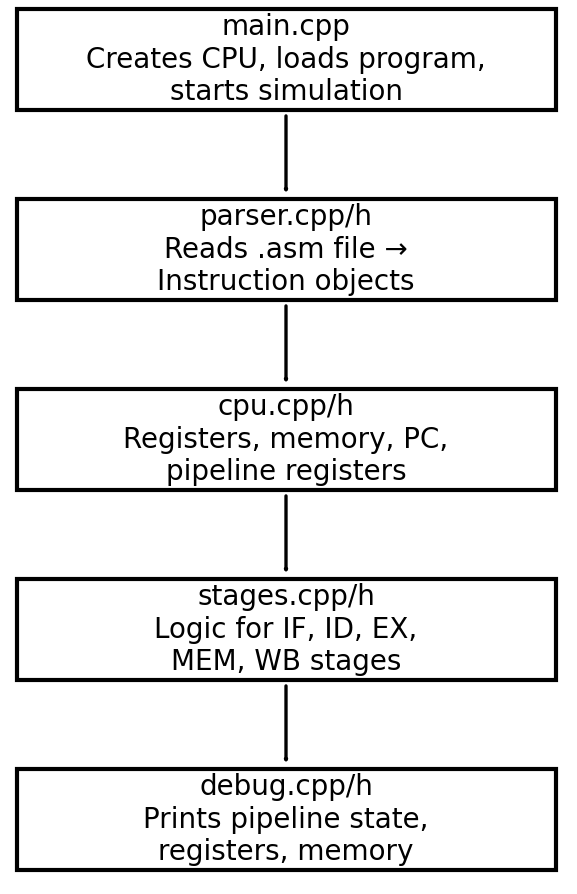 main.cpp
Creates CPU, loads program,
starts simulation
parser.cpp/h
Reads .asm file →
Instruction objects
cpu.cpp/h
Registers, memory, PC,
pipeline registers
stages.cpp/h
Logic for IF, ID, EX,
MEM, WB stages
debug.cpp/h
Prints pipeline state,
registers, memory